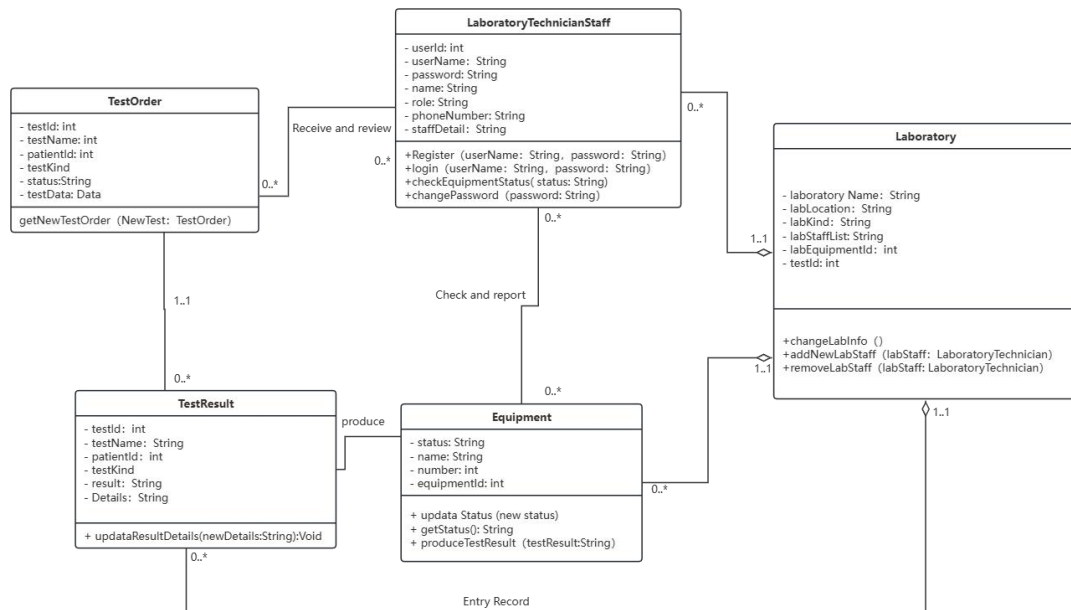 LaboratoryTechnicianStaff
- userId: int
- userName: String
- password: String
- name: String
- role: String
- phoneNumber: String
- staffDetail: String
+Register (userName: String, password: String)
+login (userName: String, password: String)
+checkEquipmentStatus( status: String)
+changePassword (password: String)
TestOrder
- testId: int
- testName: int
- patientId: int
- testKind
- status:String
- testData: Data
getNewTestOrder (NewTest: TestOrder)
Receive and review
0..*
0..*
0..*
0..*
Laboratory
- laboratory Name: String
- labLocation: String
- labKind: String
- labStaffList: String
- labEquipmentId: int
- testId: int
+changeLabInfo ()
+addNewLabStaff (labStaff: LaboratoryTechnician)
+removeLabStaff (labStaff: LaboratoryTechnician)
1..1
1..1
1..1
Check and report
1..1
0..*
0..*
TestResult
- testId: int
- testName: String
- patientId: int
- testKind
- result: String
- Details: String
+ updataResultDetails(newDetails:String):Void
produce
Equipment
- status: String
- name: String
- number: int
- equipmentId: int
+ updata Status (new status)
+ getStatus(): String
+ produceTestResult (testResult:String)
0..*
0..*
Entry Record